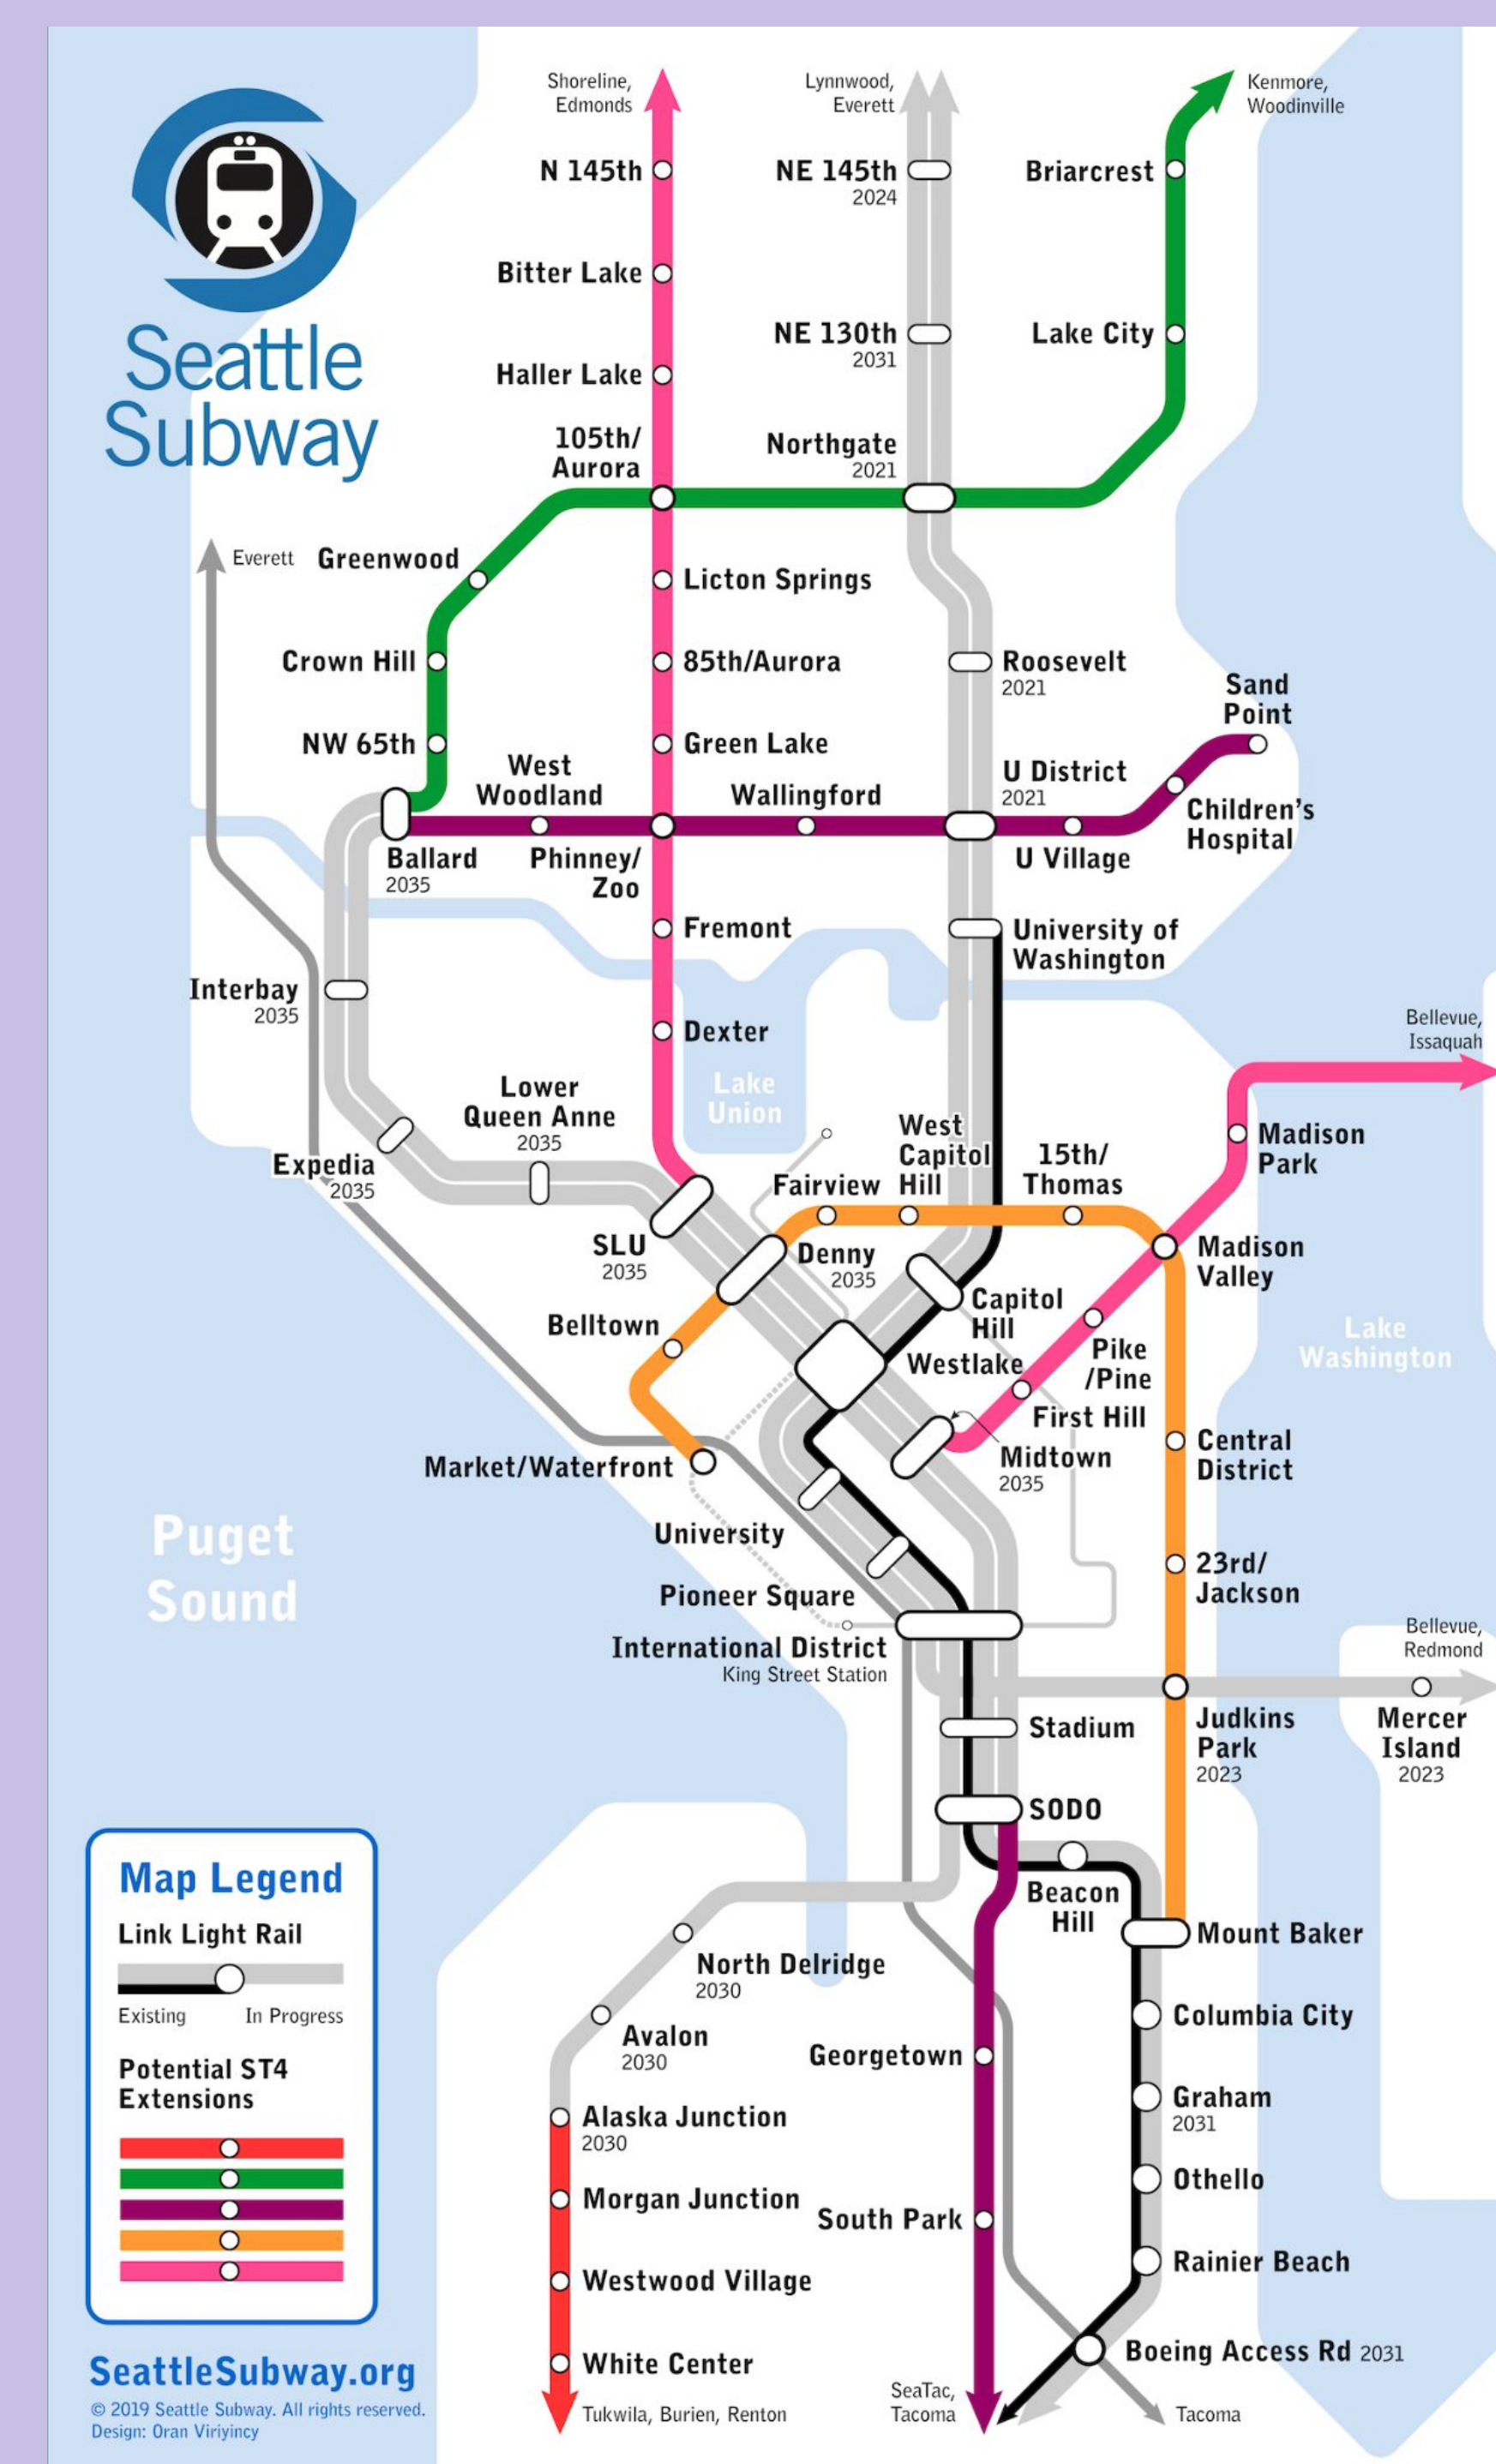 Seattle
Subway
Shoreline,
Edmonds
N 145th
Bitter Lake
Haller Lake
105th/
Aurora
Lynnwood,
Everett
NE 145th
2024
NE 130th
2031
Northgate
2021
Kenmore,
Woodinville
Briarcrest
Lake City
Everett
Greenwood
Crown Hill
NW 65th
Licton Springs
85th/Aurora
Green Lake
Roosevelt
2021
Sand
Point
West
Woodland
Wallingford
U District
2021
Children's
Hospital
Ballard
2035
Phinney/
Zoo
U Village
Fremont
University of
Washington
Interbay
2035
Dexter
Bellevue,
Issaquah
Lake
Union
Lower
Queen Anne
2035
Expedia
2035
West
Capitol
Hill
Fairview
15th/
Thomas
Madison
Park
SLU
2035
Denny
2035
Madison
Valley
Belltown
Capitol
Hill
Westlake
Pike
/Pine
First Hill
Lake
Washington
Market/Waterfront
Midtown
2035
Central
District
Puget
Sound
University
Pioneer Square
23rd/
Jackson
International District
King Street Station
Bellevue,
Redmond
Stadium
Judkins
Park
2023
Mercer
Island
2023
SODO
Beacon
Hill
Mount Baker
North Delridge
2030
Avalon
2030
Georgetown
Columbia City
Graham
2031
Alaska Junction
2030
Othello
Morgan Junction
South Park
Westwood Village
Rainier Beach
White Center
Boeing Access Rd 2031
Tukwila, Burien, Renton
SeaTac,
Tacoma
Tacoma
Map Legend
Link Light Rail
Existing
In Progress
Potential ST4
Extensions
SeattleSubway.org
© 2019 Seattle Subway. All rights reserved.
Design: Oran Viriyincy